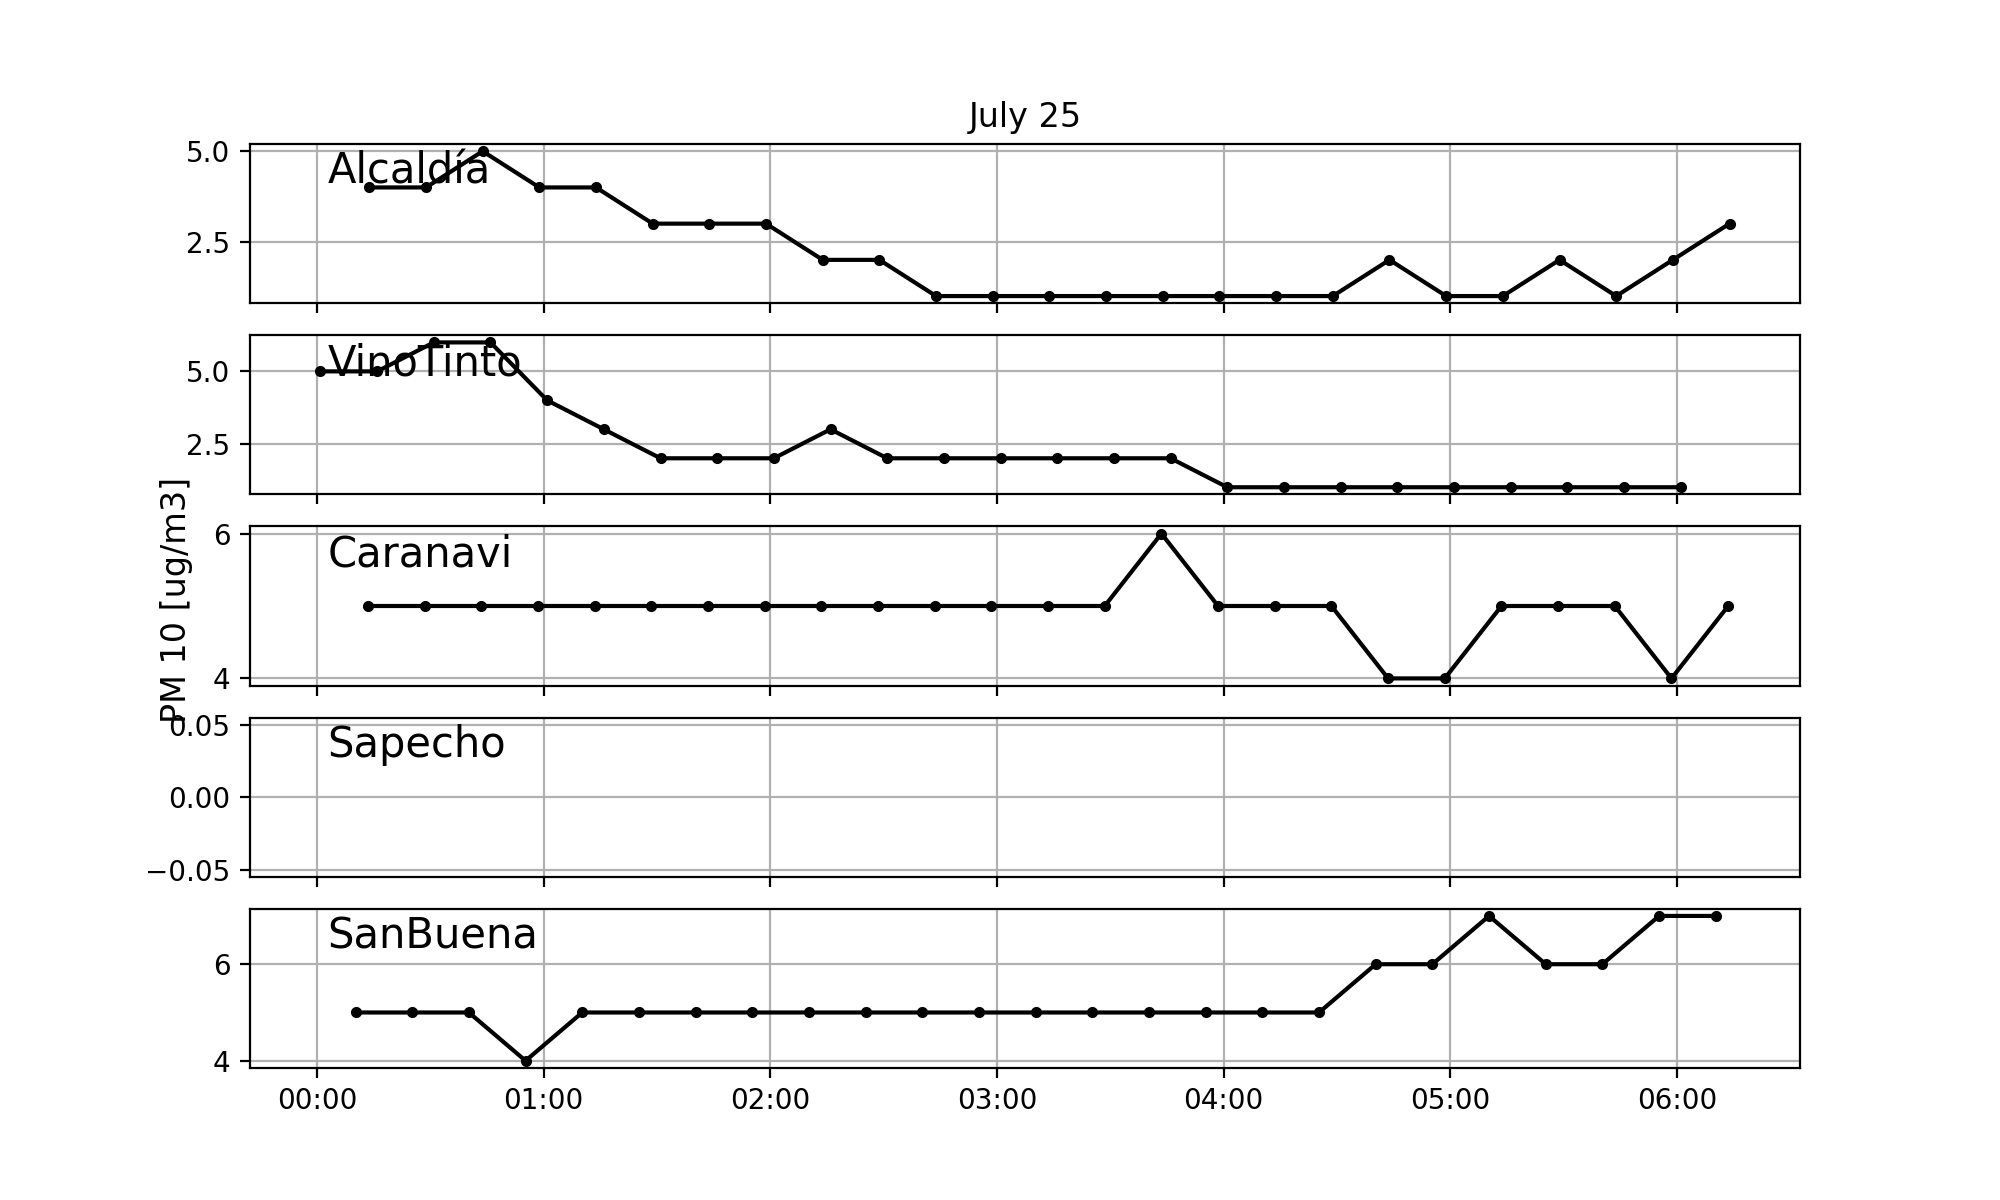 July 25
PM 10 [ug/m3]
Alcaldía
5.0
2.5
VinoTinto
5.0
2.5
Caranavi
6
4
Sapecho
0.05
0.00
−0.05
SanBuena
6
4
00:00 01:00 02:00 03:00 04:00 05:00 06:00